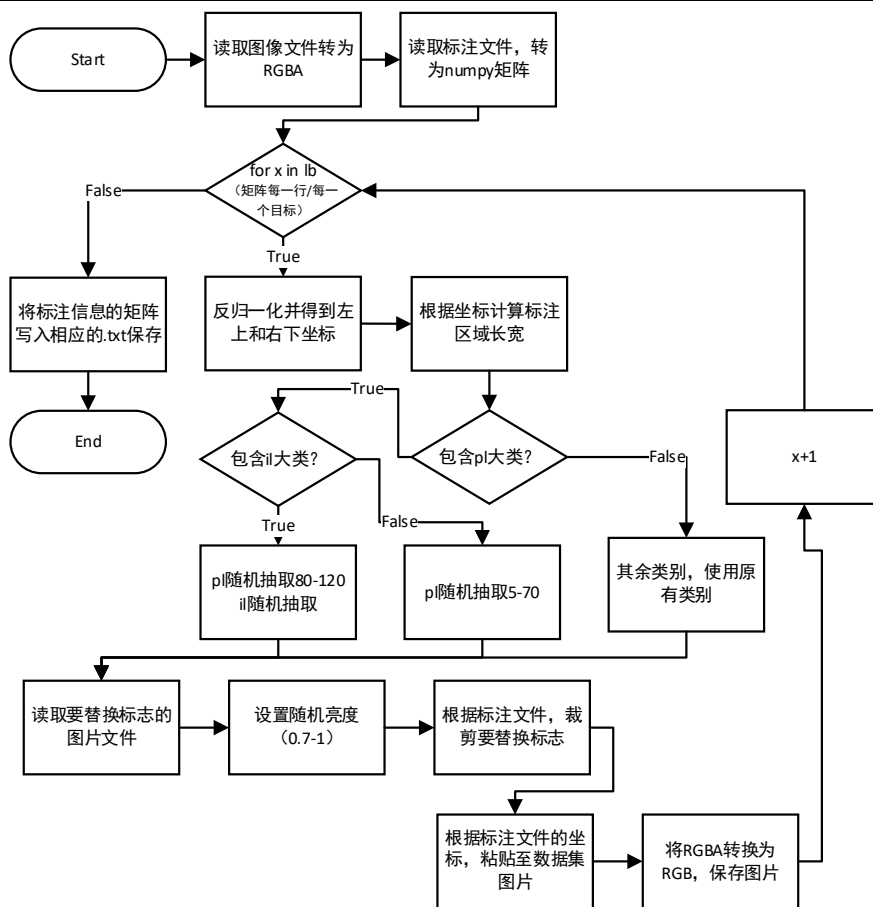 Start
读取图像文件转为
RGBA
读取标注文件，转
为numpy矩阵
for x in lb
（矩阵每一行/每一
个目标）
False
True
将标注信息的矩阵
写入相应的.txt保存
反归一化并得到左
上和右下坐标
根据坐标计算标注
区域长宽
End
True
包含il大类?
包含pl大类?
False
x+1
True
False
pl随机抽取80-120
il随机抽取
pl随机抽取5-70
其余类别，使用原
有类别
读取要替换标志的
图片文件
设置随机亮度
（0.7-1）
根据标注文件，裁
剪要替换标志
根据标注文件的坐
标，粘贴至数据集
图片
将RGBA转换为
RGB，保存图片